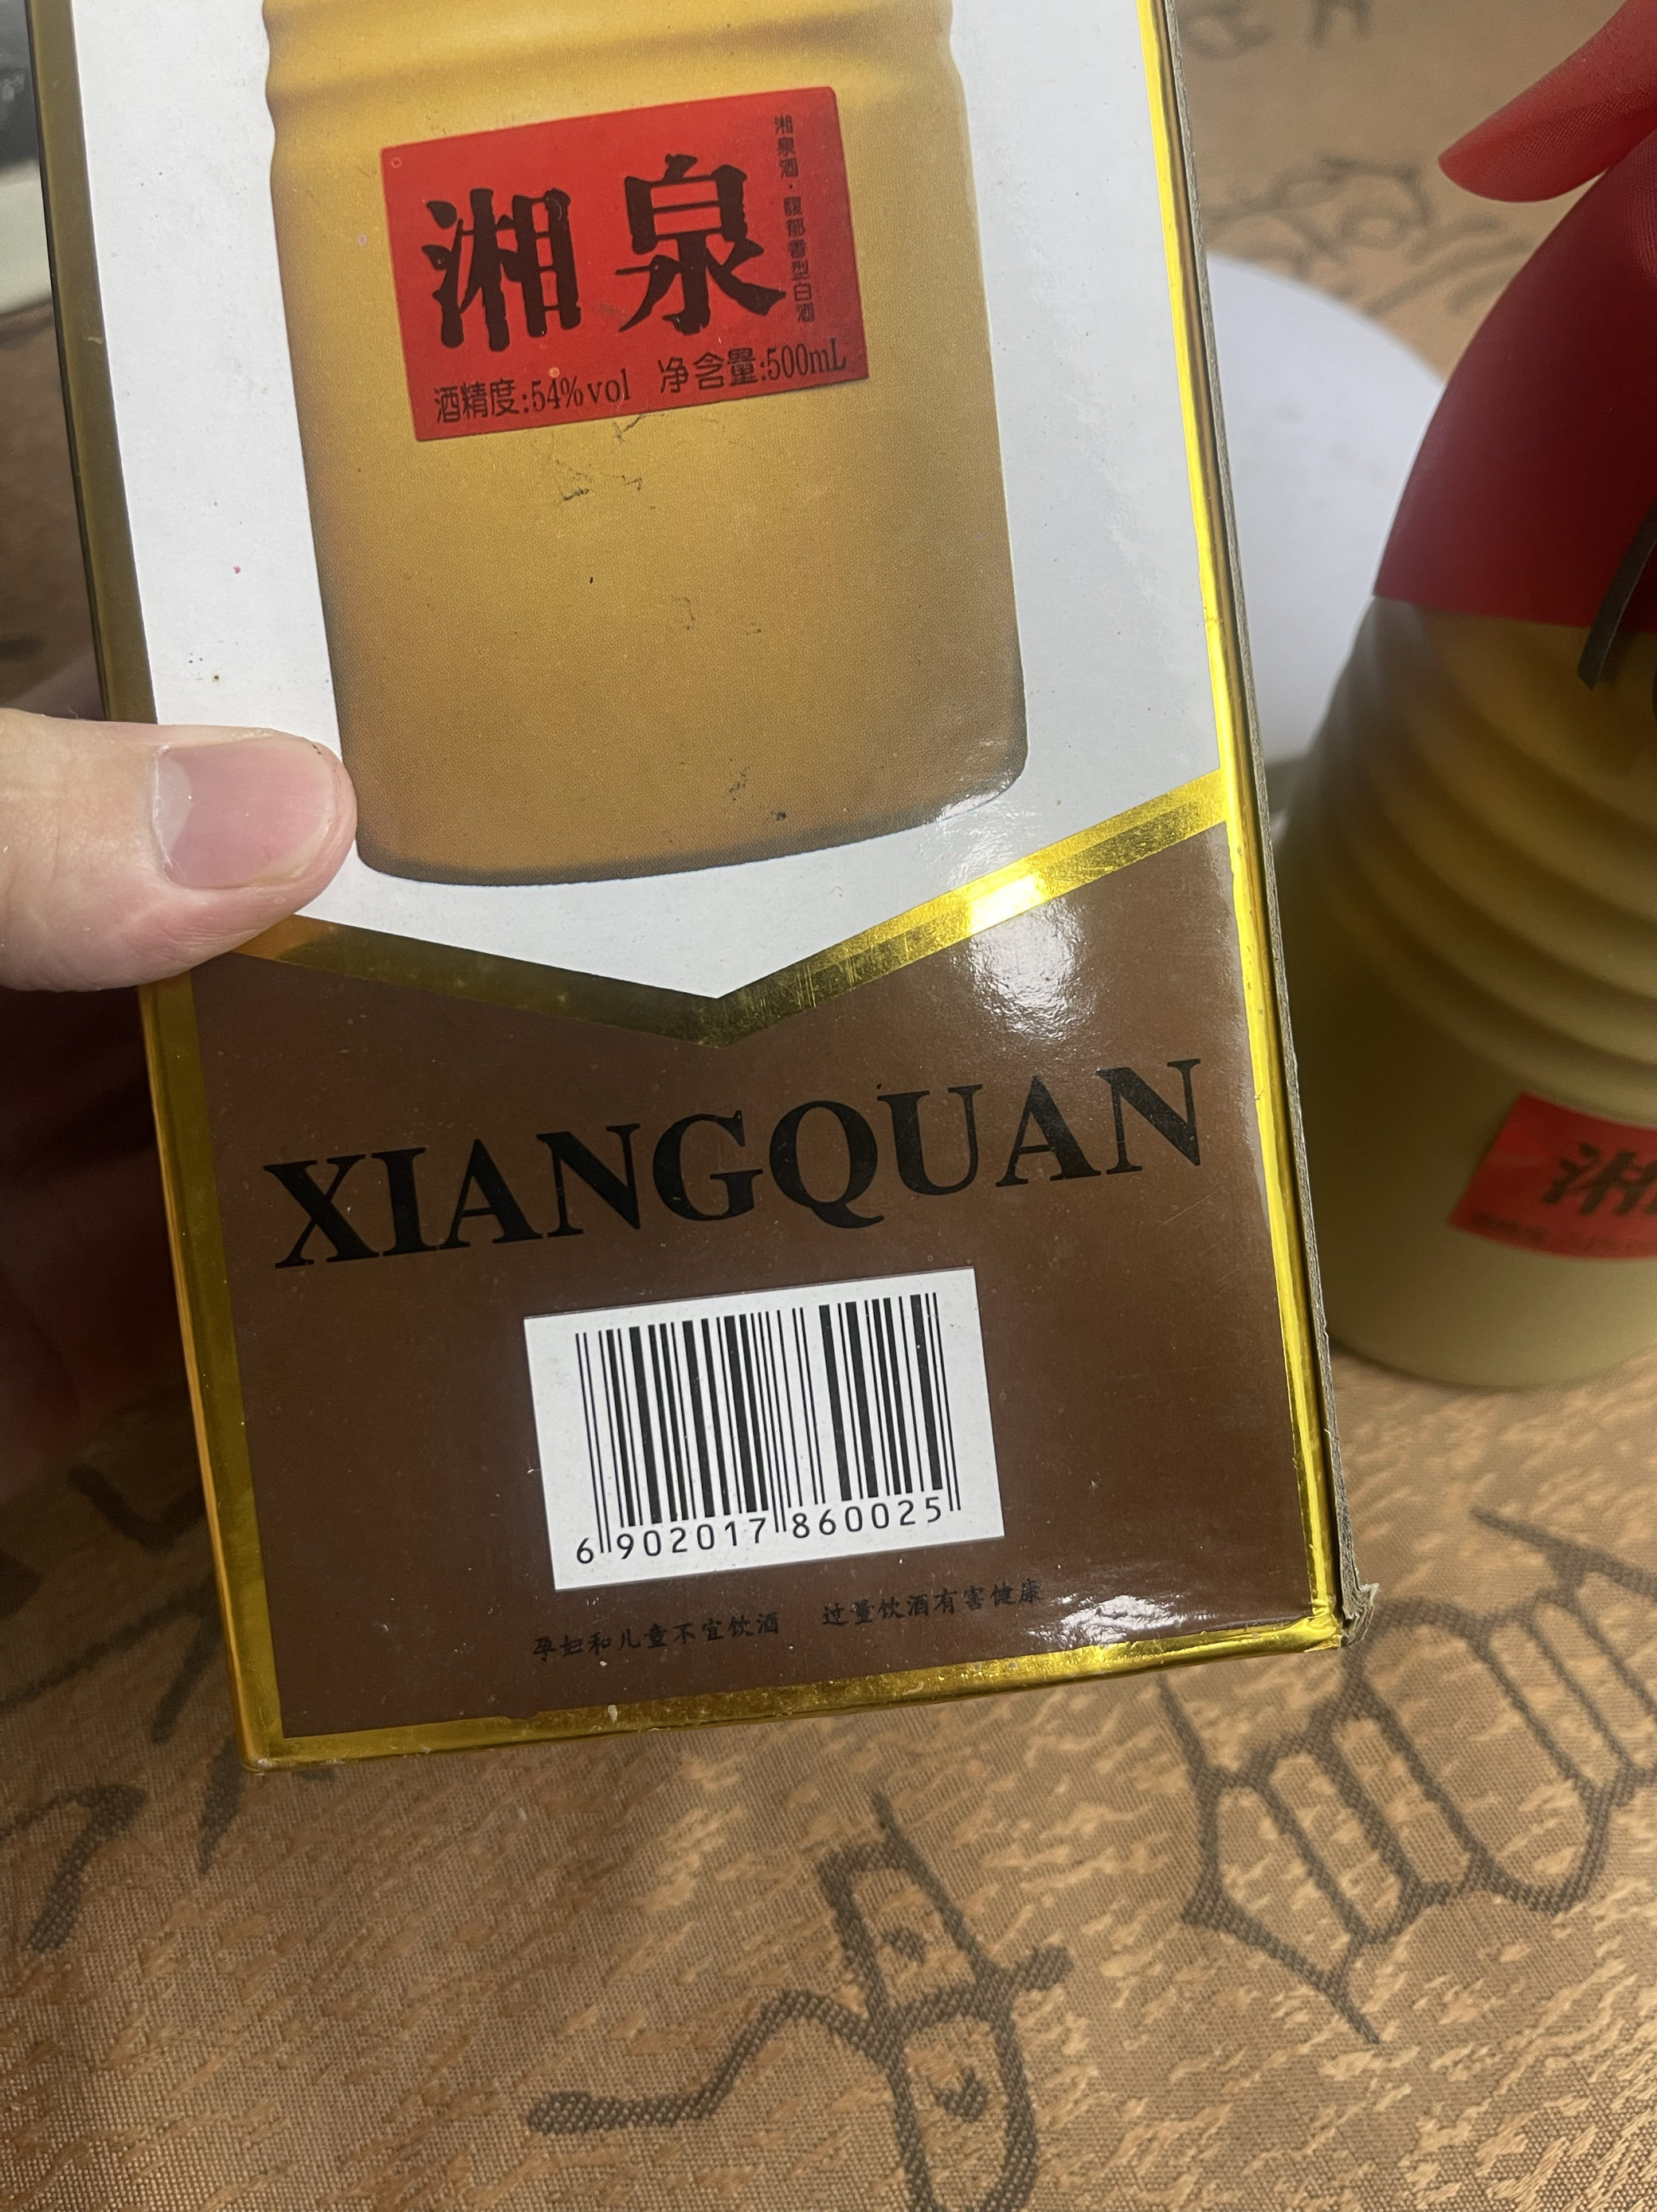 湘泉
湘泉酒·馥郁香型白酒
酒精度:54%vol 净含量:500mL
XIANGQUAN
6 902017 860025
孕妇和儿童不宜饮酒 过量饮酒有害健康
湘